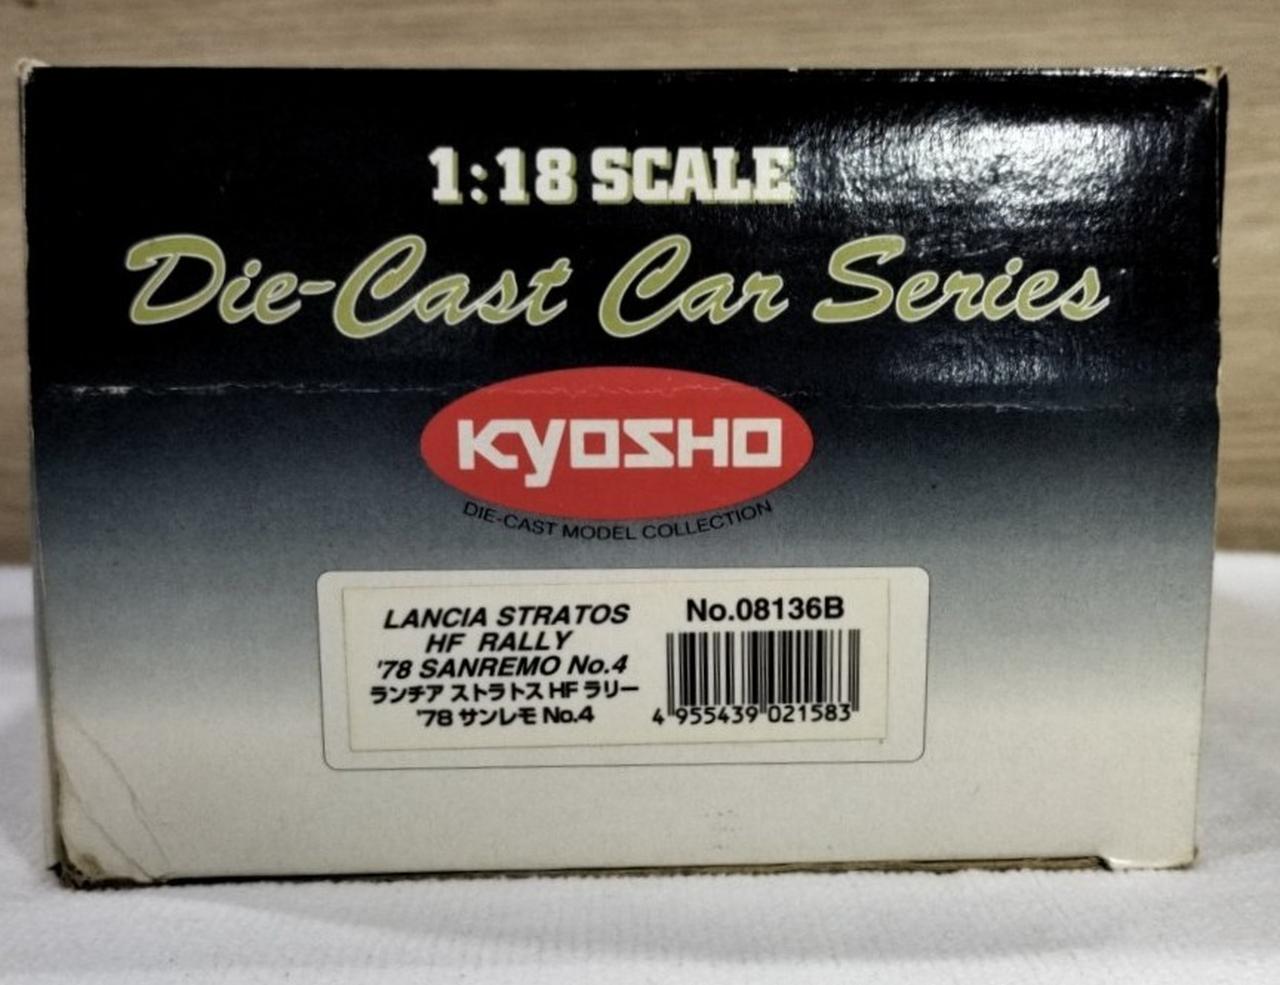 1:18 SCALE
Die-Cast Car Series
KYOSHO
DIE-CAST MODEL COLLECTION
LANCIA STRATOS
HF RALLY
'78 SANREMO No.4
ランチア ストラトス HF ラリー
'78 サンレモ No.4
No.08136B
4 955439 021583